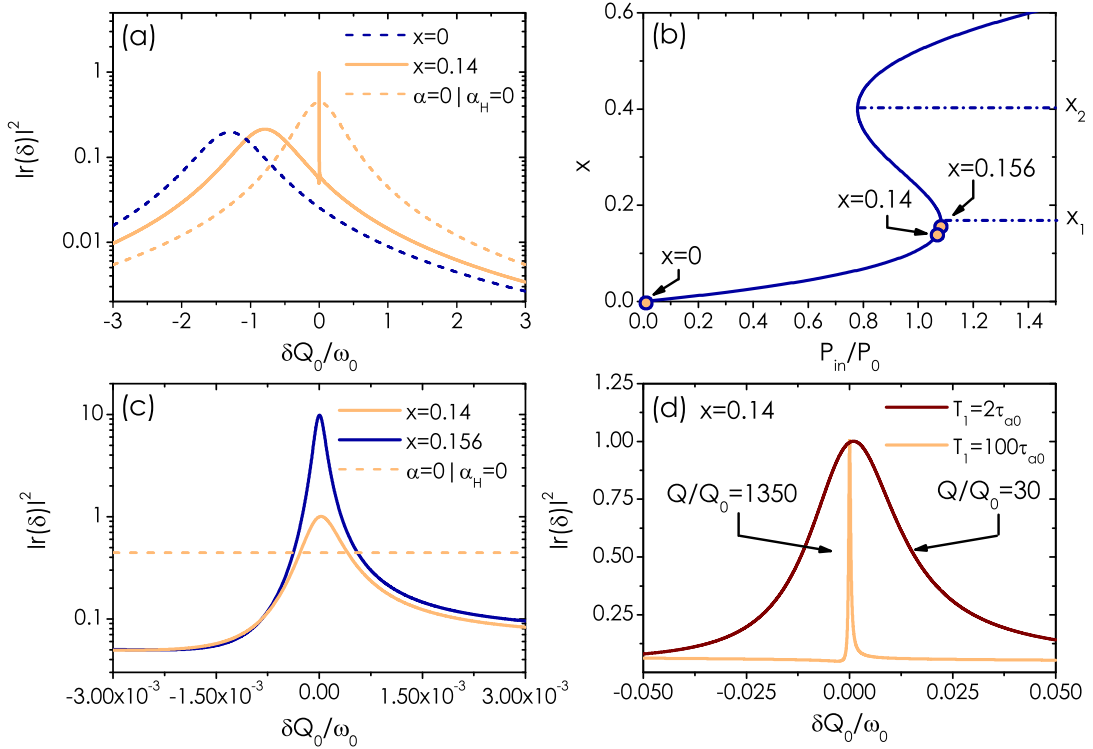 (a)
x=0
x=0.14
α=0 | α_H=0
1
0.1
0.01
|r(δ)|²
-3 -2 -1 0 1 2 3
δQ₀/ω₀
(b)
0.6
0.4
0.2
0.0
x
x₂
x=0.156
x=0.14
x₁
x=0
0.0 0.2 0.4 0.6 0.8 1.0 1.2 1.4
P_in/P₀
(c)
x=0.14
x=0.156
α=0 | α_H=0
10
1
0.1
|r(δ)|²
-3.00x10⁻³ -1.50x10⁻³ 0.00 1.50x10⁻³ 3.00x10⁻³
δQ₀/ω₀
(d) x=0.14
T₁=2τ_a0
T₁=100τ_a0
1.25
1.00
0.75
0.50
0.25
|r(δ)|²
Q/Q₀=1350
Q/Q₀=30
-0.050 -0.025 0.000 0.025 0.050
δQ₀/ω₀